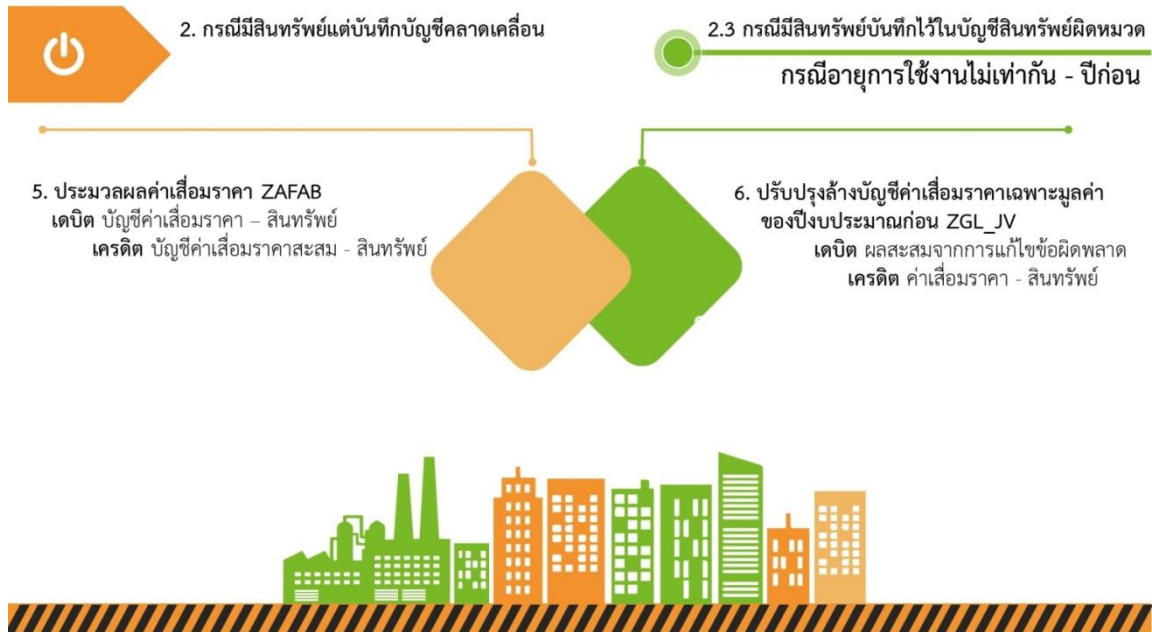 2. กรณีมีสินทรัพย์แต่บันทึกบัญชีคลาดเคลื่อน
2.3 กรณีมีสินทรัพย์บันทึกไว้ในบัญชีสินทรัพย์ผิดหมวด
กรณีอายุการใช้งานไม่เท่ากัน - ปีก่อน
5. ประมวลผลค่าเสื่อมราคา ZAFAB
เดบิต บัญชีค่าเสื่อมราคา – สินทรัพย์
เครดิต บัญชีค่าเสื่อมราคาสะสม - สินทรัพย์
6. ปรับปรุงล้างบัญชีค่าเสื่อมราคาเฉพาะมูลค่า
ของปีงบประมาณก่อน ZGL_JV
เดบิต ผลสะสมจากการแก้ไขข้อผิดพลาด
เครดิต ค่าเสื่อมราคา - สินทรัพย์